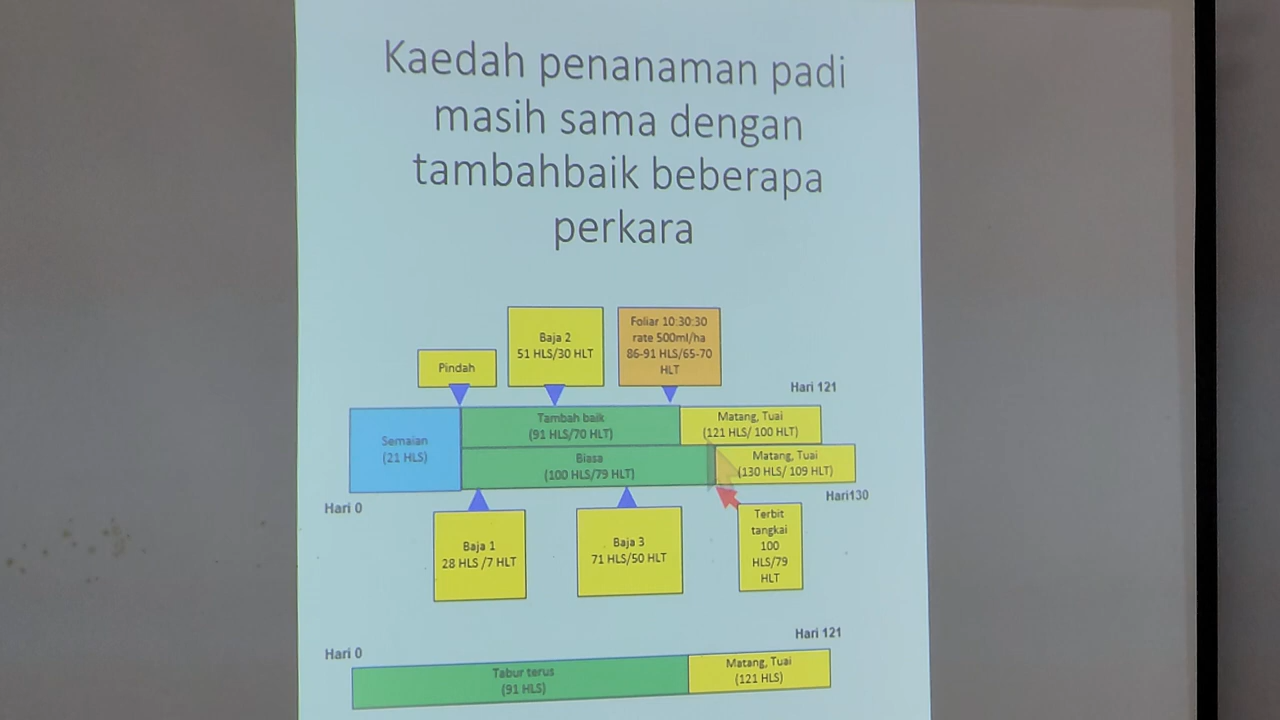 Kaedah penanaman padi
masih sama dengan
tambahbaik beberapa
perkara
Pindah
Baja 2
51 HLS/30 HLT
Foliar 10:30:30
rate 500ml/ha
86-91 HLS/65-70
HLT
Hari 121
Semaian
(21 HLS)
Tambah baik
(91 HLS/70 HLT)
Matang, Tuai
(121 HLS/ 100 HLT)
Biasa
(100 HLS/79 HLT)
Matang, Tuai
(130 HLS/ 109 HLT)
Hari 0
Hari130
Baja 1
28 HLS /7 HLT
Baja 3
71 HLS/50 HLT
Terbit
tangkai
100
HLS/79
HLT
Hari 0
Hari 121
Tabur terus
(91 HLS)
Matang, Tuai
(121 HLS)